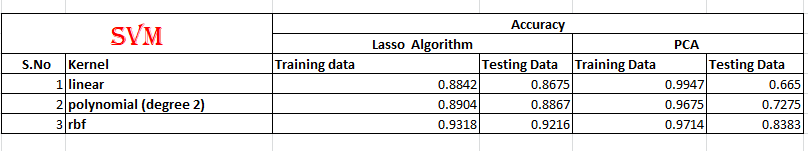 SVM
Accuracy
Lasso Algorithm PCA
S.No Kernel Training data Testing Data Training Data Testing Data
1 linear 0.8842 0.8675 0.9947 0.665
2 polynomial (degree 2) 0.8904 0.8867 0.9675 0.7275
3 rbf 0.9318 0.9216 0.9714 0.8383